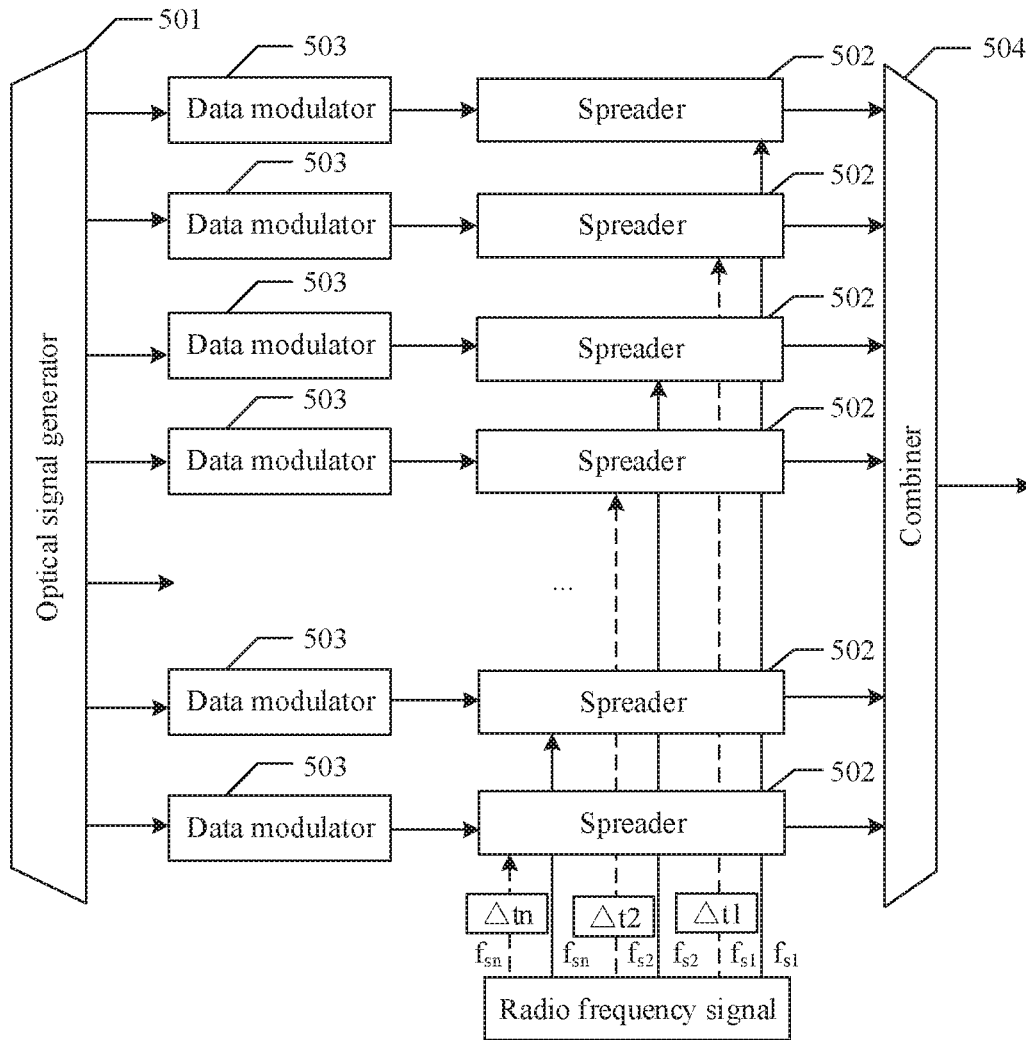 501
503
502
504
Data modulator
Spreader
503
502
Data modulator
Spreader
503
502
Data modulator
Spreader
503
502
Data modulator
Spreader
Optical signal generator
Combiner
...
503
502
Data modulator
Spreader
503
502
Data modulator
Spreader
△tn
△t2
△t1
fsn fsn fs2 fs2 fs1 fs1
Radio frequency signal